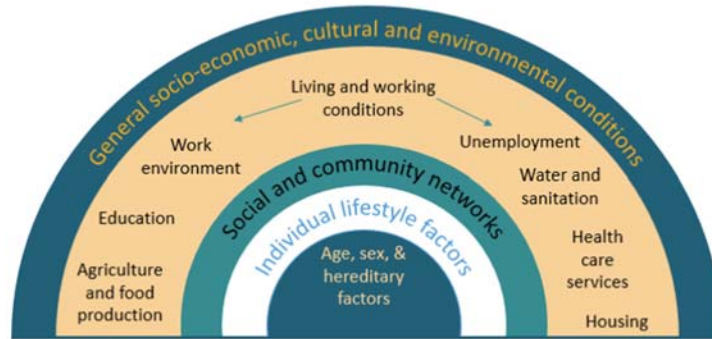 General socio-economic, cultural and environmental conditions
Living and working
conditions
Work
environment
Unemployment
Education
Water and
sanitation
Agriculture
and food
production
Health
care
services
Housing
Social and community networks
Individual lifestyle factors
Age, sex, &
hereditary
factors